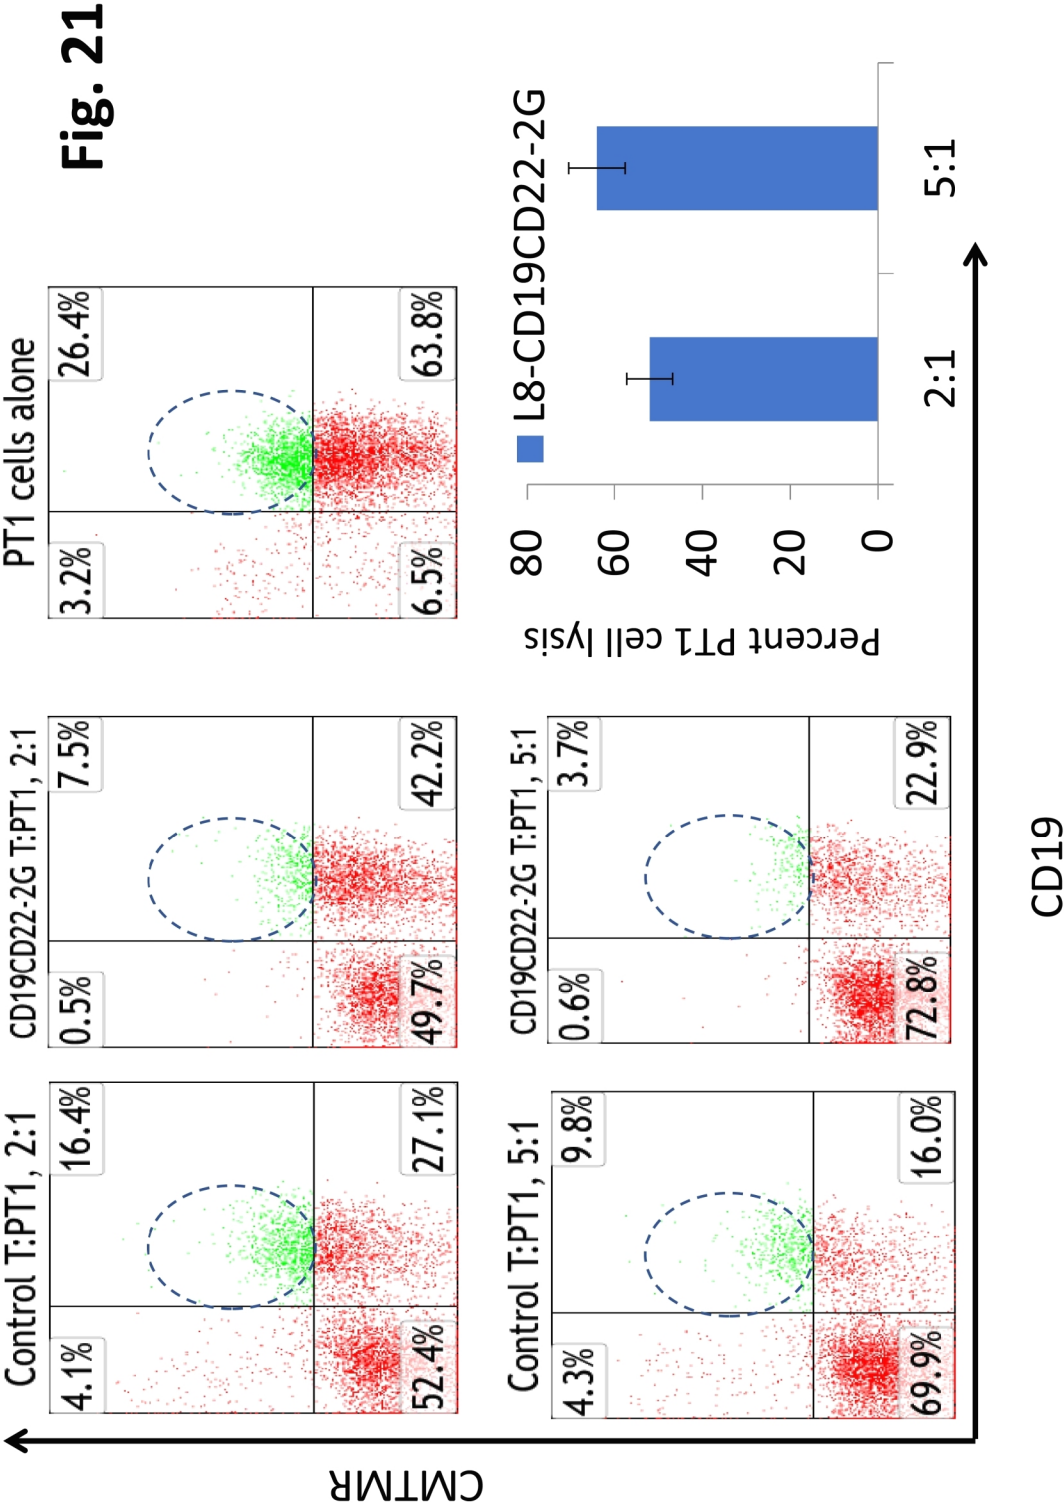 Fig. 21
Control T:PT1, 2:1
4.1%
16.4%
52.4%
27.1%
CD19CD22-2G T:PT1, 2:1
0.5%
7.5%
49.7%
42.2%
PT1 cells alone
3.2%
26.4%
6.5%
63.8%
Control T:PT1, 5:1
4.3%
9.8%
69.9%
16.0%
CD19CD22-2G T:PT1, 5:1
0.6%
3.7%
72.8%
22.9%
L8-CD19CD22-2G
Percent PT1 cell lysis
80
60
40
20
0
2:1
5:1
CMTMR
CD19